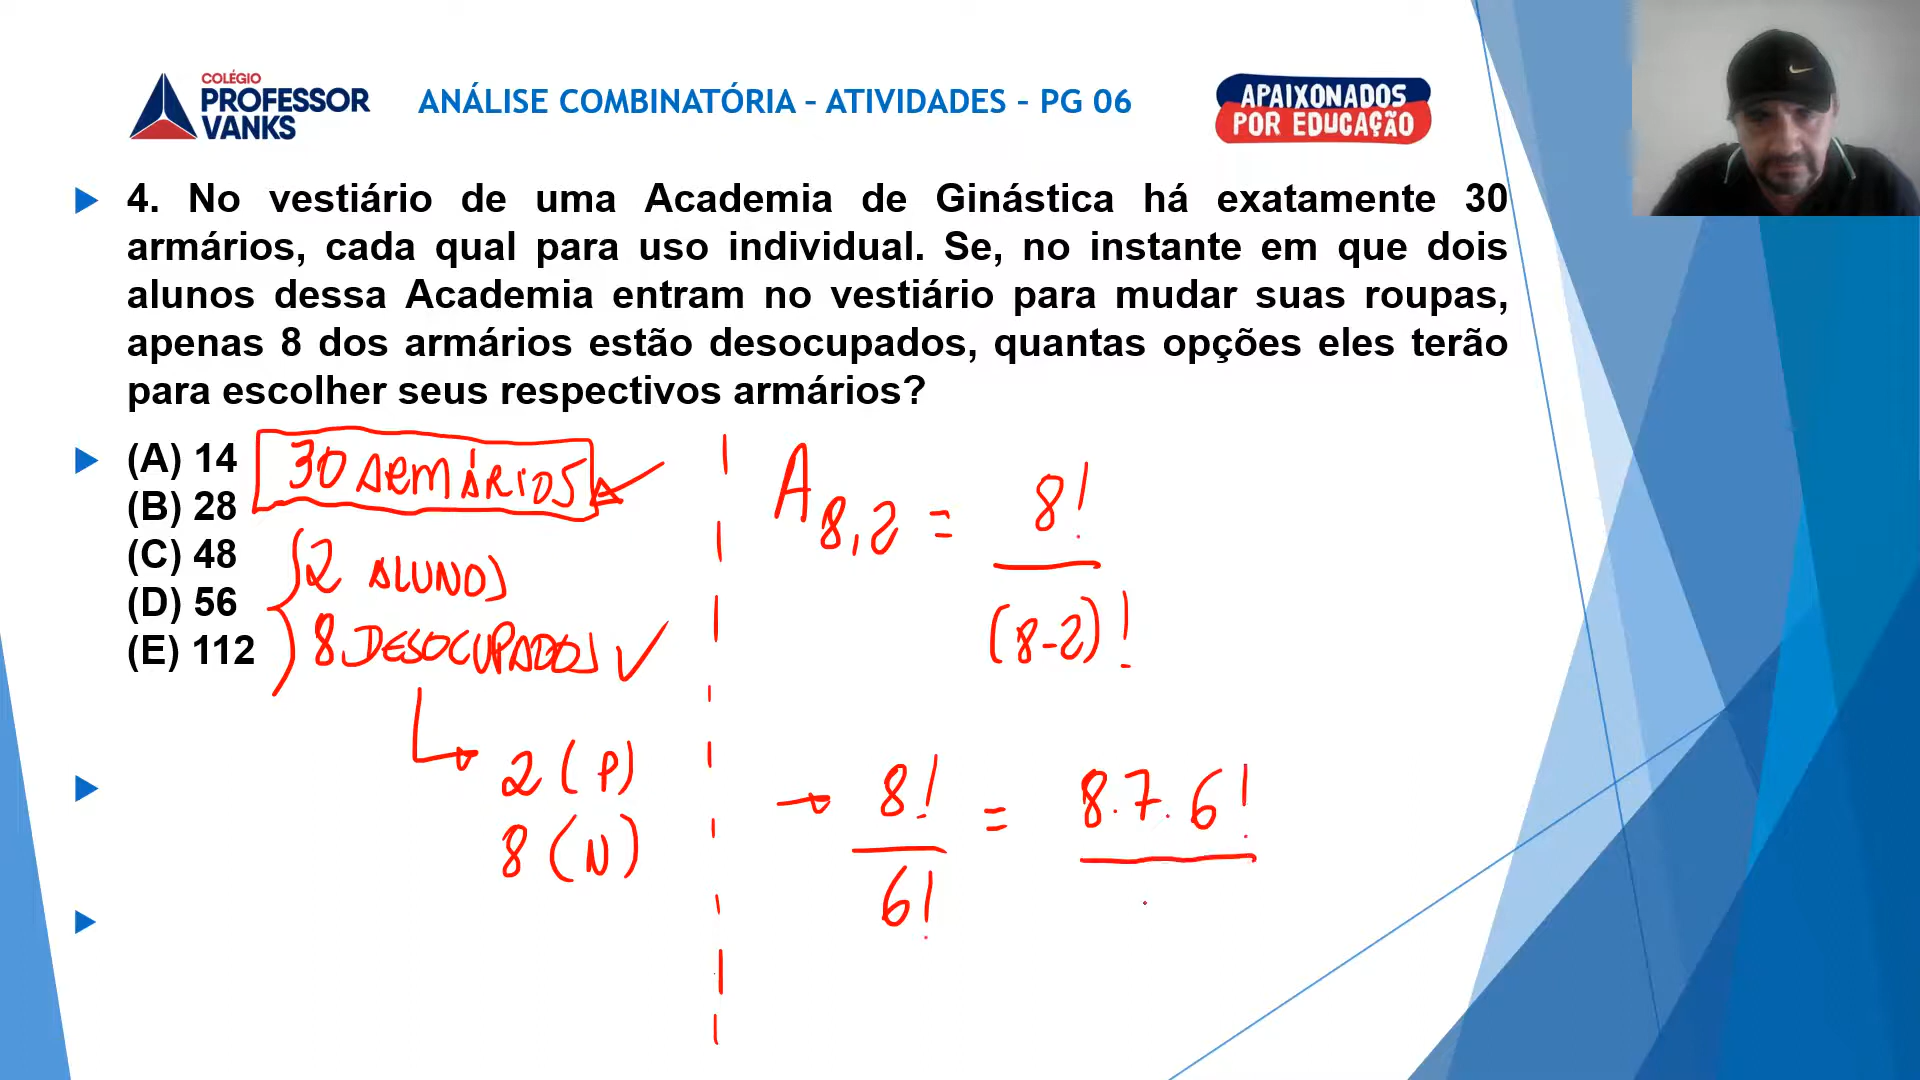 COLÉGIO
PROFESSOR
VANKS
ANÁLISE COMBINATÓRIA – ATIVIDADES – PG 06
APAIXONADOS
POR EDUCAÇÃO
4. No vestiário de uma Academia de Ginástica há exatamente 30
armários, cada qual para uso individual. Se, no instante em que dois
alunos dessa Academia entram no vestiário para mudar suas roupas,
apenas 8 dos armários estão desocupados, quantas opções eles terão
para escolher seus respectivos armários?
(A) 14
(B) 28
(C) 48
(D) 56
(E) 112
30 ARMÁRIOS
2 ALUNOS
8 DESOCUPADOS
2 (P)
8 (N)
A8,2 = 8!
(8-2)!
8! = 8.7.6!
6!